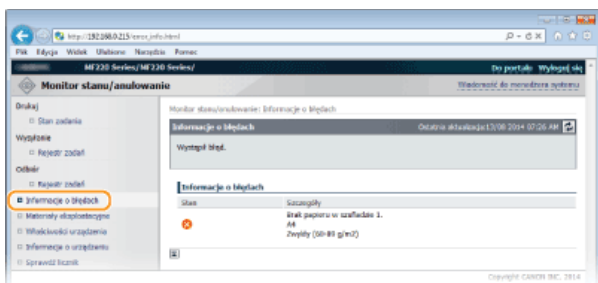 http://192.168.0.215/error_info.html
Plik Edycja Widok Ulubione Narzędzia Pomoc
MF220 Series/MF220 Series/
Do portalu Wyloguj się
Monitor stanu/anulowanie
Wiadomość do menedżera systemu
Drukuj
Stan zadania
Wysyłanie
Rejestr zadań
Odbiór
Rejestr zadań
Informacje o błędach
Materiały eksploatacyjne
Właściwości urządzenia
Informacje o urządzeniu
Sprawdź licznik
Monitor stanu/anulowanie: Informacje o błędach
Informacje o błędach
Ostatnia aktualizacja:13/08 2014 07:26 AM
Wystąpił błąd.
Informacje o błędach
Stan Szczegóły
Brak papieru w szufladzie 1.
A4
Zwykły (60-89 g/m2)
Copyright CANON INC. 2014